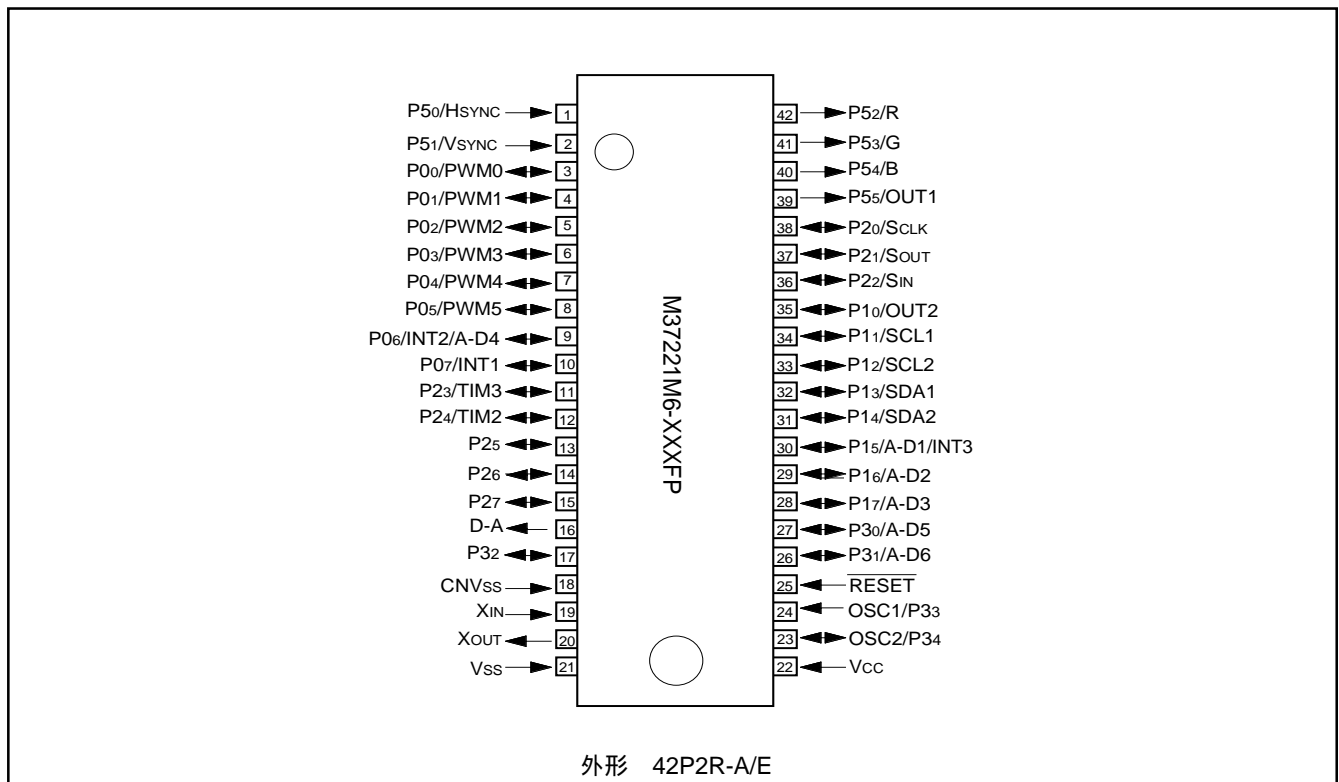 P50/HSYNC 1
P51/VSYNC 2
P00/PWM0 3
P01/PWM1 4
P02/PWM2 5
P03/PWM3 6
P04/PWM4 7
P05/PWM5 8
P06/INT2/A-D4 9
P07/INT1 10
P23/TIM3 11
P24/TIM2 12
P25 13
P26 14
P27 15
D-A 16
P32 17
CNVSS 18
XIN 19
XOUT 20
VSS 21
M37221M6-XXXFP
42 P52/R
41 P53/G
40 P54/B
39 P55/OUT1
38 P20/SCLK
37 P21/SOUT
36 P22/SIN
35 P10/OUT2
34 P11/SCL1
33 P12/SCL2
32 P13/SDA1
31 P14/SDA2
30 P15/A-D1/INT3
29 P16/A-D2
28 P17/A-D3
27 P30/A-D5
26 P31/A-D6
25 RESET
24 OSC1/P33
23 OSC2/P34
22 VCC
外形 42P2R-A/E